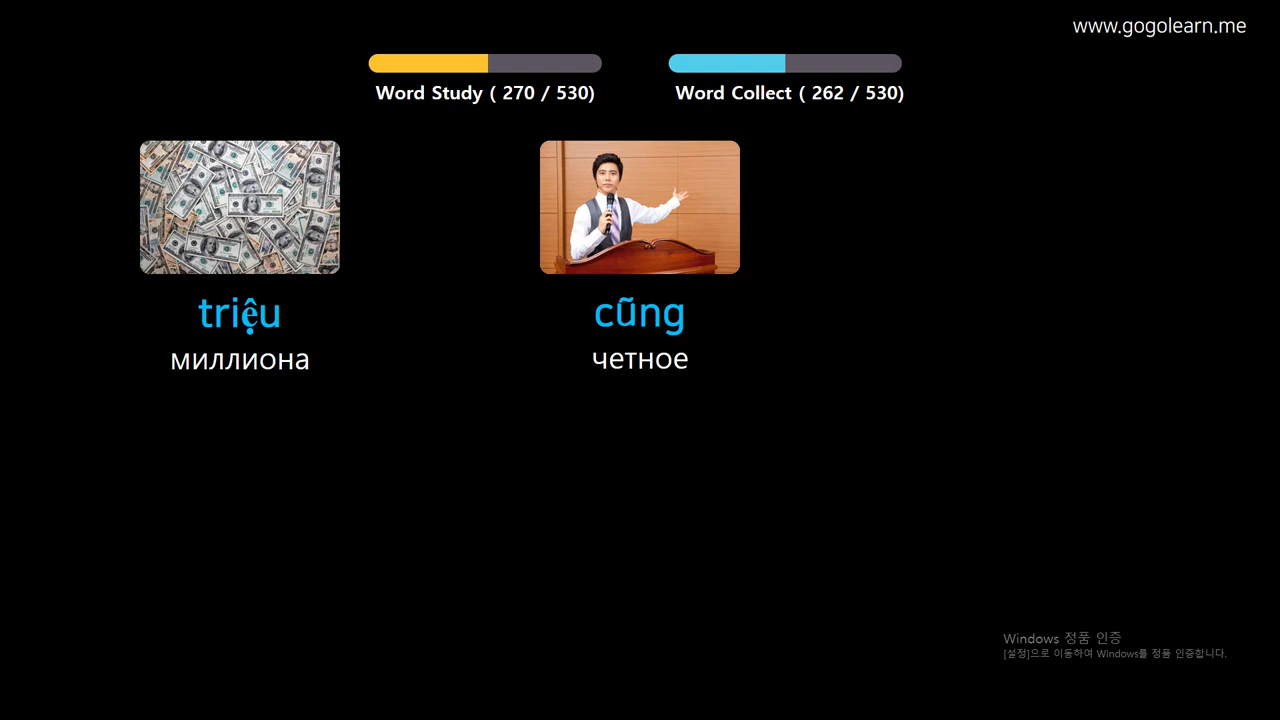 www.gogolearn.me
Word Study ( 270 / 530)
Word Collect ( 262 / 530)
triệu
cũng
миллиона
четное
Windows 정품 인증
[설정]으로 이동하여 Windows를 정품 인증합니다.